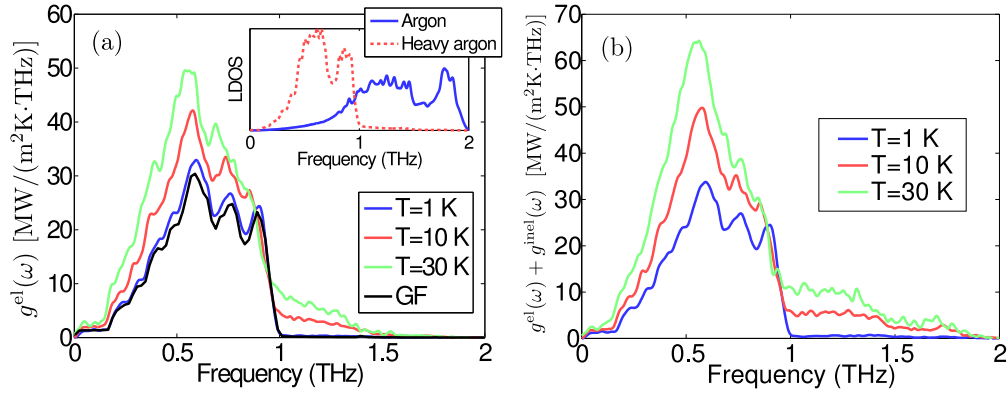 (a)
g^el(ω) [MW/(m²K·THz)]
80
70
60
50
40
30
20
10
0
0
0.5
1
1.5
2
Frequency (THz)
LDOS
0
1
2
Frequency (THz)
Argon
Heavy argon
T=1 K
T=10 K
T=30 K
GF
(b)
g^el(ω) + g^inel(ω) [MW/(m²K·THz)]
70
60
50
40
30
20
10
0
0
0.5
1
1.5
2
Frequency (THz)
T=1 K
T=10 K
T=30 K